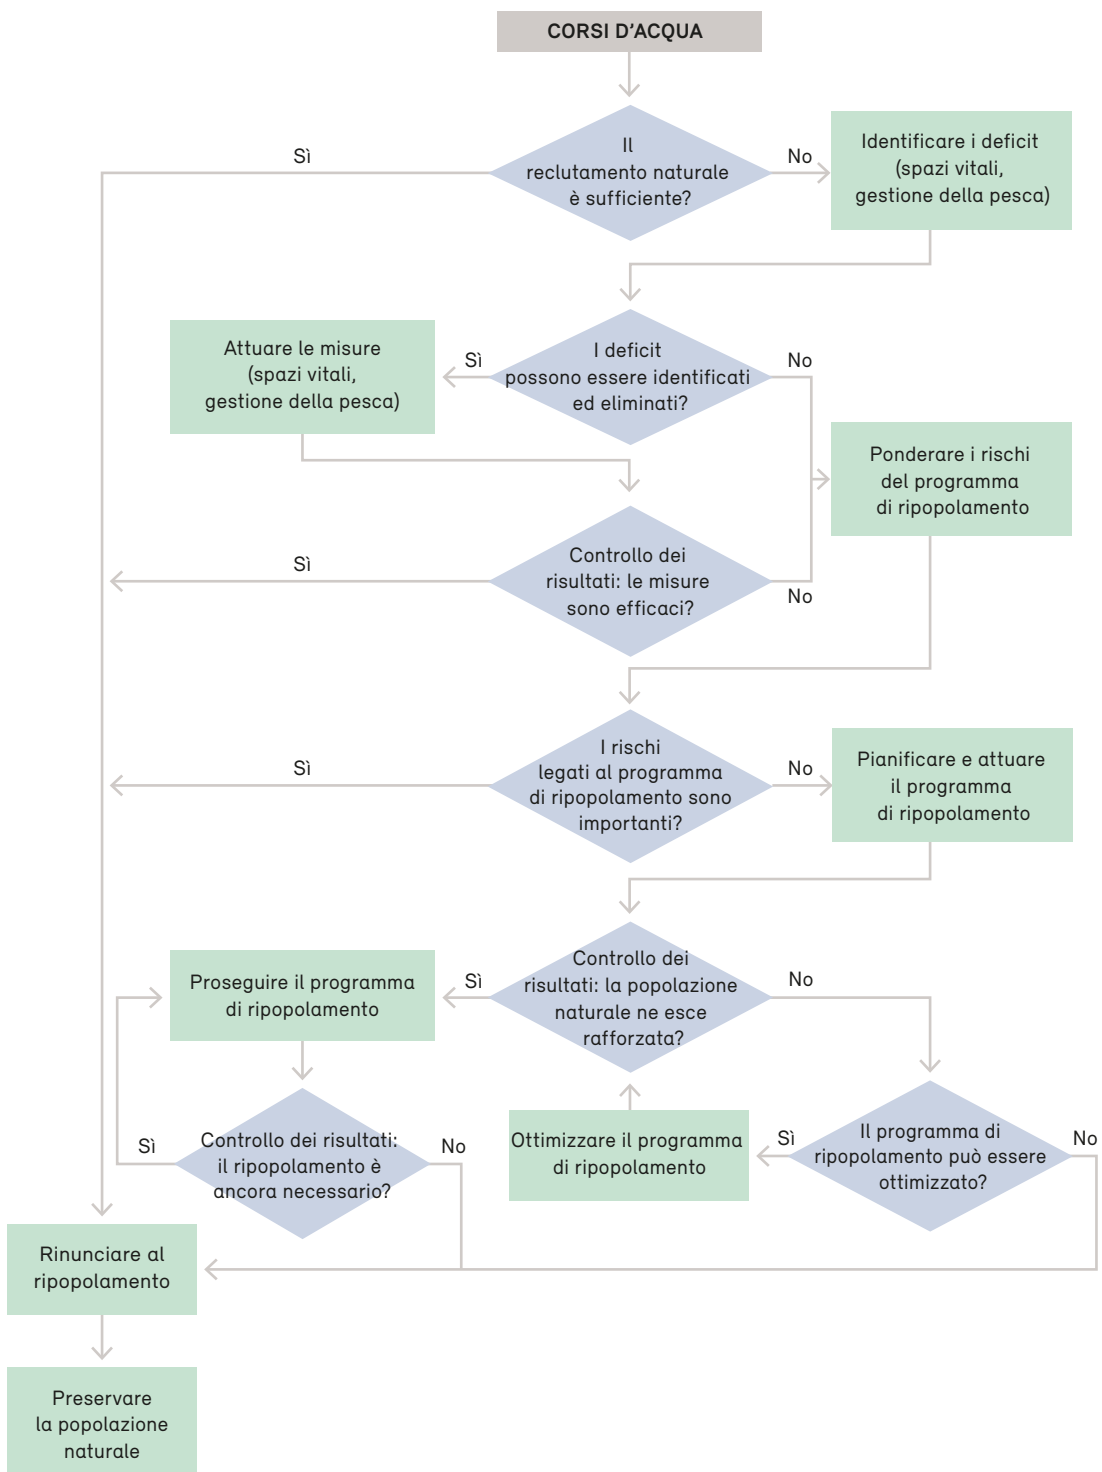 CORSI D'ACQUA
Sì
Il
reclutamento naturale
è sufficiente?
No
Identificare i deficit
(spazi vitali,
gestione della pesca)
Attuare le misure
(spazi vitali,
gestione della pesca)
Sì
I deficit
possono essere identificati
ed eliminati?
No
Ponderare i rischi
del programma
di ripopolamento
Sì
Controllo dei
risultati: le misure
sono efficaci?
No
Sì
I rischi
legati al programma
di ripopolamento sono
importanti?
No
Pianificare e attuare
il programma
di ripopolamento
Proseguire il programma
di ripopolamento
Sì
Controllo dei
risultati: la popolazione
naturale ne esce
rafforzata?
No
Sì
Controllo dei risultati:
il ripopolamento è
ancora necessario?
No
Ottimizzare il programma
di ripopolamento
Sì
Il programma di
ripopolamento può essere
ottimizzato?
No
Rinunciare al
ripopolamento
Preservare
la popolazione
naturale